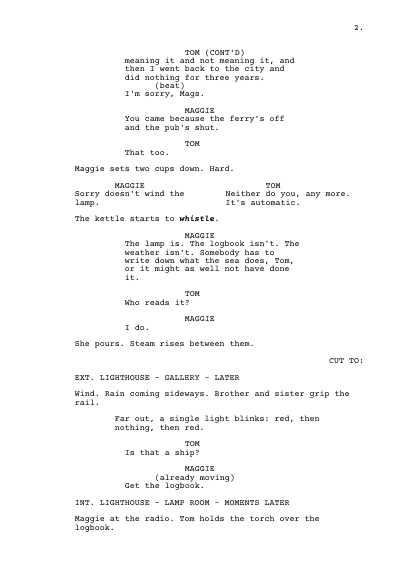 2.
TOM (CONT'D)
meaning it and not meaning it, and
then I went back to the city and
did nothing for three years.
(beat)
I'm sorry, Mags.
MAGGIE
You came because the ferry's off
and the pub's shut.
TOM
That too.
Maggie sets two cups down. Hard.
MAGGIE
Sorry doesn't wind the
lamp.
TOM
Neither do you, any more.
It's automatic.
The kettle starts to whistle.
MAGGIE
The lamp is. The logbook isn't. The
weather isn't. Somebody has to
write down what the sea does, Tom,
or it might as well not have done
it.
TOM
Who reads it?
MAGGIE
I do.
She pours. Steam rises between them.
CUT TO:
EXT. LIGHTHOUSE - GALLERY - LATER
Wind. Rain coming sideways. Brother and sister grip the
rail.
Far out, a single light blinks: red, then
nothing, then red.
TOM
Is that a ship?
MAGGIE
(already moving)
Get the logbook.
INT. LIGHTHOUSE - LAMP ROOM - MOMENTS LATER
Maggie at the radio. Tom holds the torch over the
logbook.